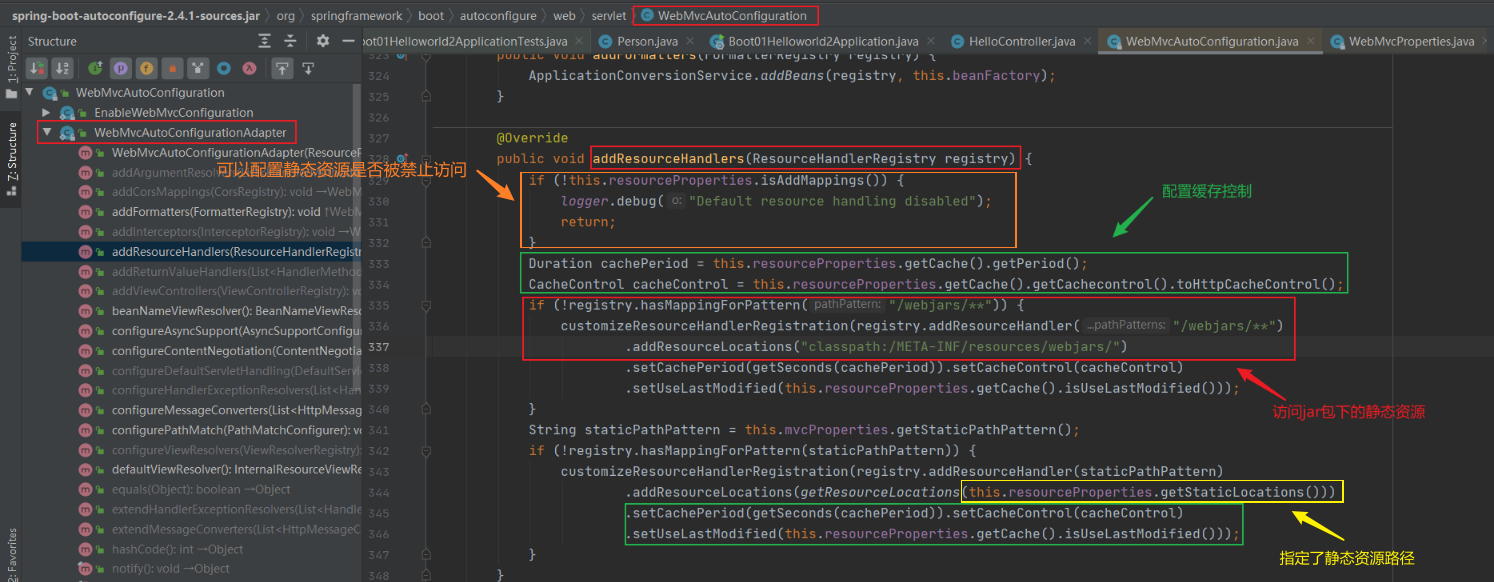 spring-boot-autoconfigure-2.4.1-sources.jar org springframework boot autoconfigure web servlet WebMvcAutoConfiguration
Structure
oot01Helloworld2ApplicationTests.java Person.java Boot01Helloworld2Application.java HelloController.java WebMvcAutoConfiguration.java WebMvcProperties.java
1: Project
Z: Structure
2: Favorites
WebMvcAutoConfiguration
EnableWebMvcConfiguration
WebMvcAutoConfigurationAdapter
WebMvcAutoConfigurationAdapter(ResourceP
addArgumentResol
addCorsMappings(CorsRegistry): void →WebM
addFormatters(FormatterRegistry): void ↑WebM
addInterceptors(InterceptorRegistry): void →W
addResourceHandlers(ResourceHandlerRegistr
addReturnValueHandlers(List<HandlerMethod
addViewControllers(ViewControllerRegistry): vo
beanNameViewResolver(): BeanNameViewReso
configureAsyncSupport(AsyncSupportConfigu
configureContentNegotiation(ContentNegotia
configureDefaultServletHandling(DefaultServl
configureHandlerExceptionResolvers(List<Han
configureMessageConverters(List<HttpMessag
configurePathMatch(PathMatchConfigurer): vo
configureViewResolvers(ViewResolverRegistry):
defaultViewResolver(): InternalResourceViewRe
equals(Object): boolean →Object
extendHandlerExceptionResolvers(List<Handle
extendMessageConverters(List<HttpMessage
hashCode(): int →Object
notify(): void →Object
323 public void addFormatters(FormatterRegistry registry) {
324 ApplicationConversionService.addBeans(registry, this.beanFactory);
325 }
326
327 @Override
328 public void addResourceHandlers(ResourceHandlerRegistry registry) {
可以配置静态资源是否被禁止访问
329 if (!this.resourceProperties.isAddMappings()) {
330 logger.debug( o: "Default resource handling disabled");
配置缓存控制
331 return;
332 }
333 Duration cachePeriod = this.resourceProperties.getCache().getPeriod();
334 CacheControl cacheControl = this.resourceProperties.getCache().getCachecontrol().toHttpCacheControl();
335 if (!registry.hasMappingForPattern( pathPattern: "/webjars/**")) {
336 customizeResourceHandlerRegistration(registry.addResourceHandler( ...pathPatterns: "/webjars/**")
337 .addResourceLocations("classpath:/META-INF/resources/webjars/")
338 .setCachePeriod(getSeconds(cachePeriod)).setCacheControl(cacheControl)
339 .setUseLastModified(this.resourceProperties.getCache().isUseLastModified()));
340 }
访问jar包下的静态资源
341 String staticPathPattern = this.mvcProperties.getStaticPathPattern();
342 if (!registry.hasMappingForPattern(staticPathPattern)) {
343 customizeResourceHandlerRegistration(registry.addResourceHandler(staticPathPattern)
344 .addResourceLocations(getResourceLocations(this.resourceProperties.getStaticLocations()))
345 .setCachePeriod(getSeconds(cachePeriod)).setCacheControl(cacheControl)
346 .setUseLastModified(this.resourceProperties.getCache().isUseLastModified()));
347 }
指定了静态资源路径
348 }